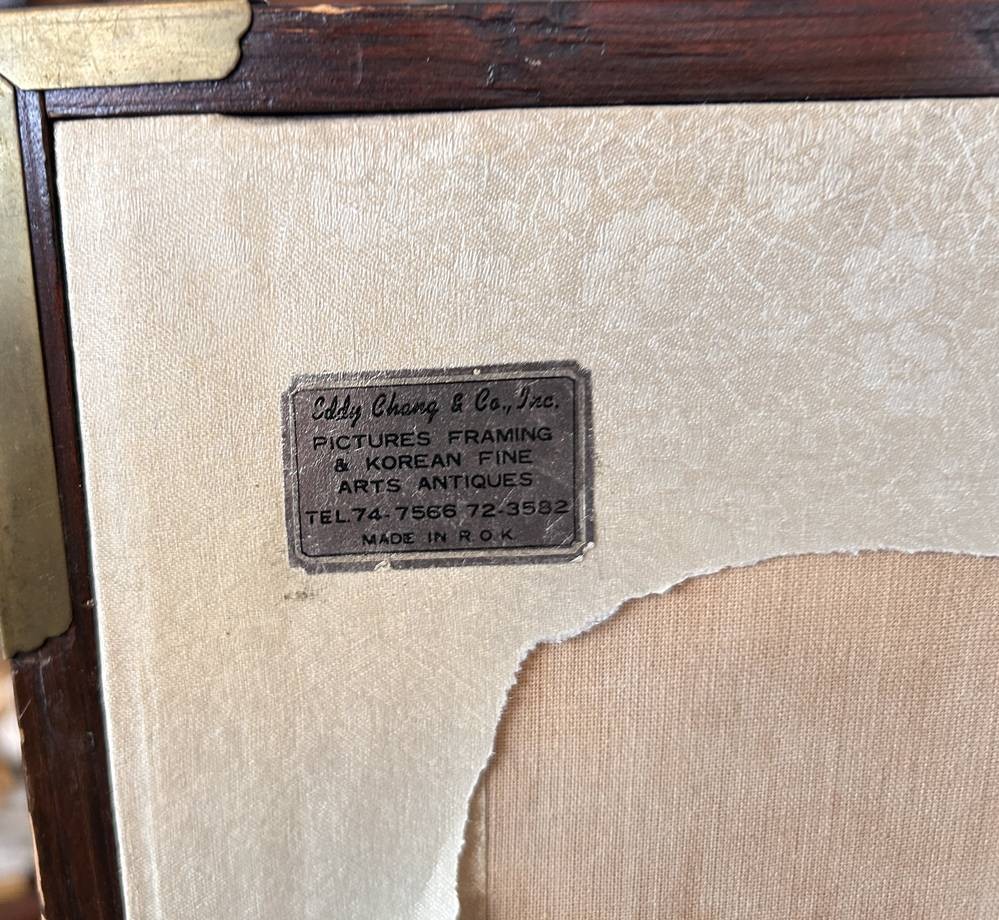 Eddy Chang & Co., Inc.
PICTURES FRAMING
& KOREAN FINE
ARTS ANTIQUES
TEL. 74-7566 72-3582
MADE IN R.O.K.